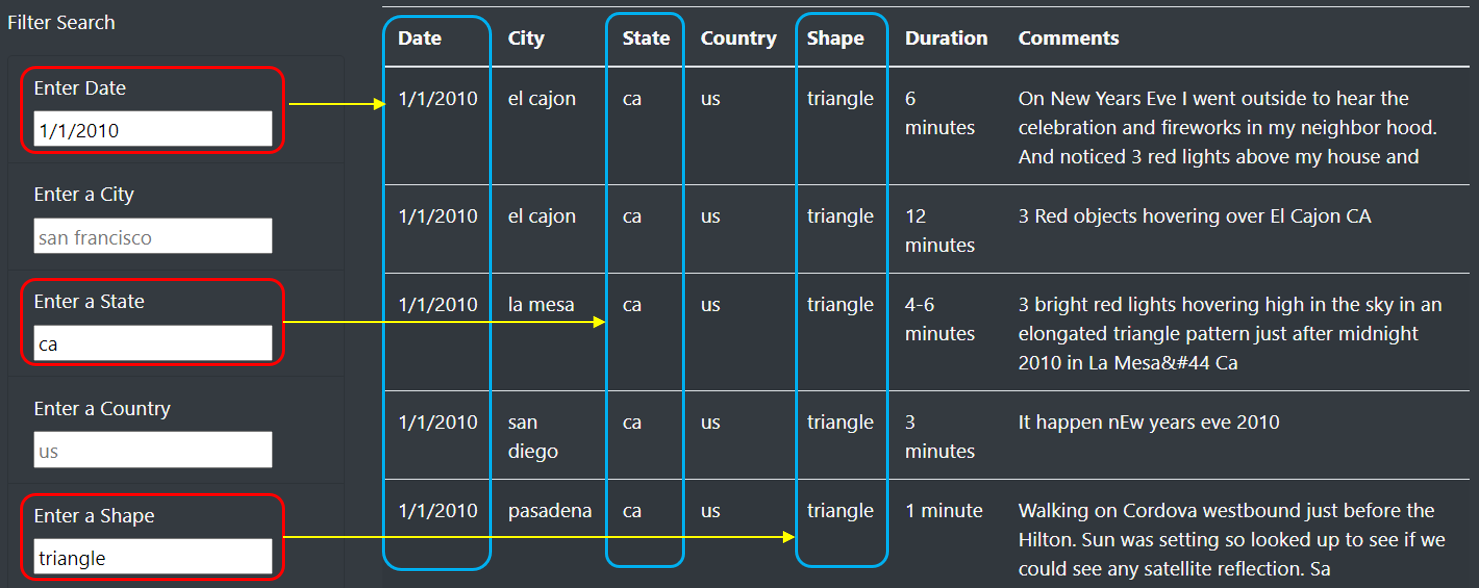 Filter Search
Enter Date
1/1/2010
Enter a City
san francisco
Enter a State
ca
Enter a Country
us
Enter a Shape
triangle
Date City State Country Shape Duration Comments
1/1/2010 el cajon ca us triangle 6 On New Years Eve I went outside to hear the
minutes celebration and fireworks in my neighbor hood.
And noticed 3 red lights above my house and
1/1/2010 el cajon ca us triangle 12 3 Red objects hovering over El Cajon CA
minutes
1/1/2010 la mesa ca us triangle 4-6 3 bright red lights hovering high in the sky in an
minutes elongated triangle pattern just after midnight
2010 in La Mesa&#44 Ca
1/1/2010 san ca us triangle 3 It happen nEw years eve 2010
diego minutes
1/1/2010 pasadena ca us triangle 1 minute Walking on Cordova westbound just before the
Hilton. Sun was setting so looked up to see if we
could see any satellite reflection. Sa